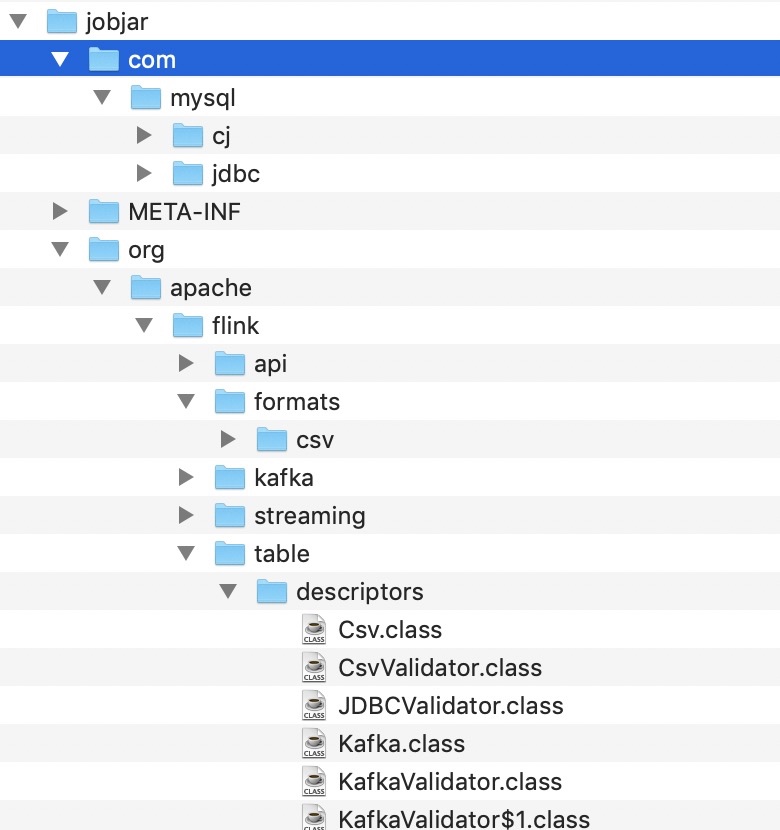 jobjar
com
mysql
cj
jdbc
META-INF
org
apache
flink
api
formats
csv
kafka
streaming
table
descriptors
CLASS Csv.class
CLASS CsvValidator.class
CLASS JDBCValidator.class
CLASS Kafka.class
CLASS KafkaValidator.class
CLASS KafkaValidator$1.class